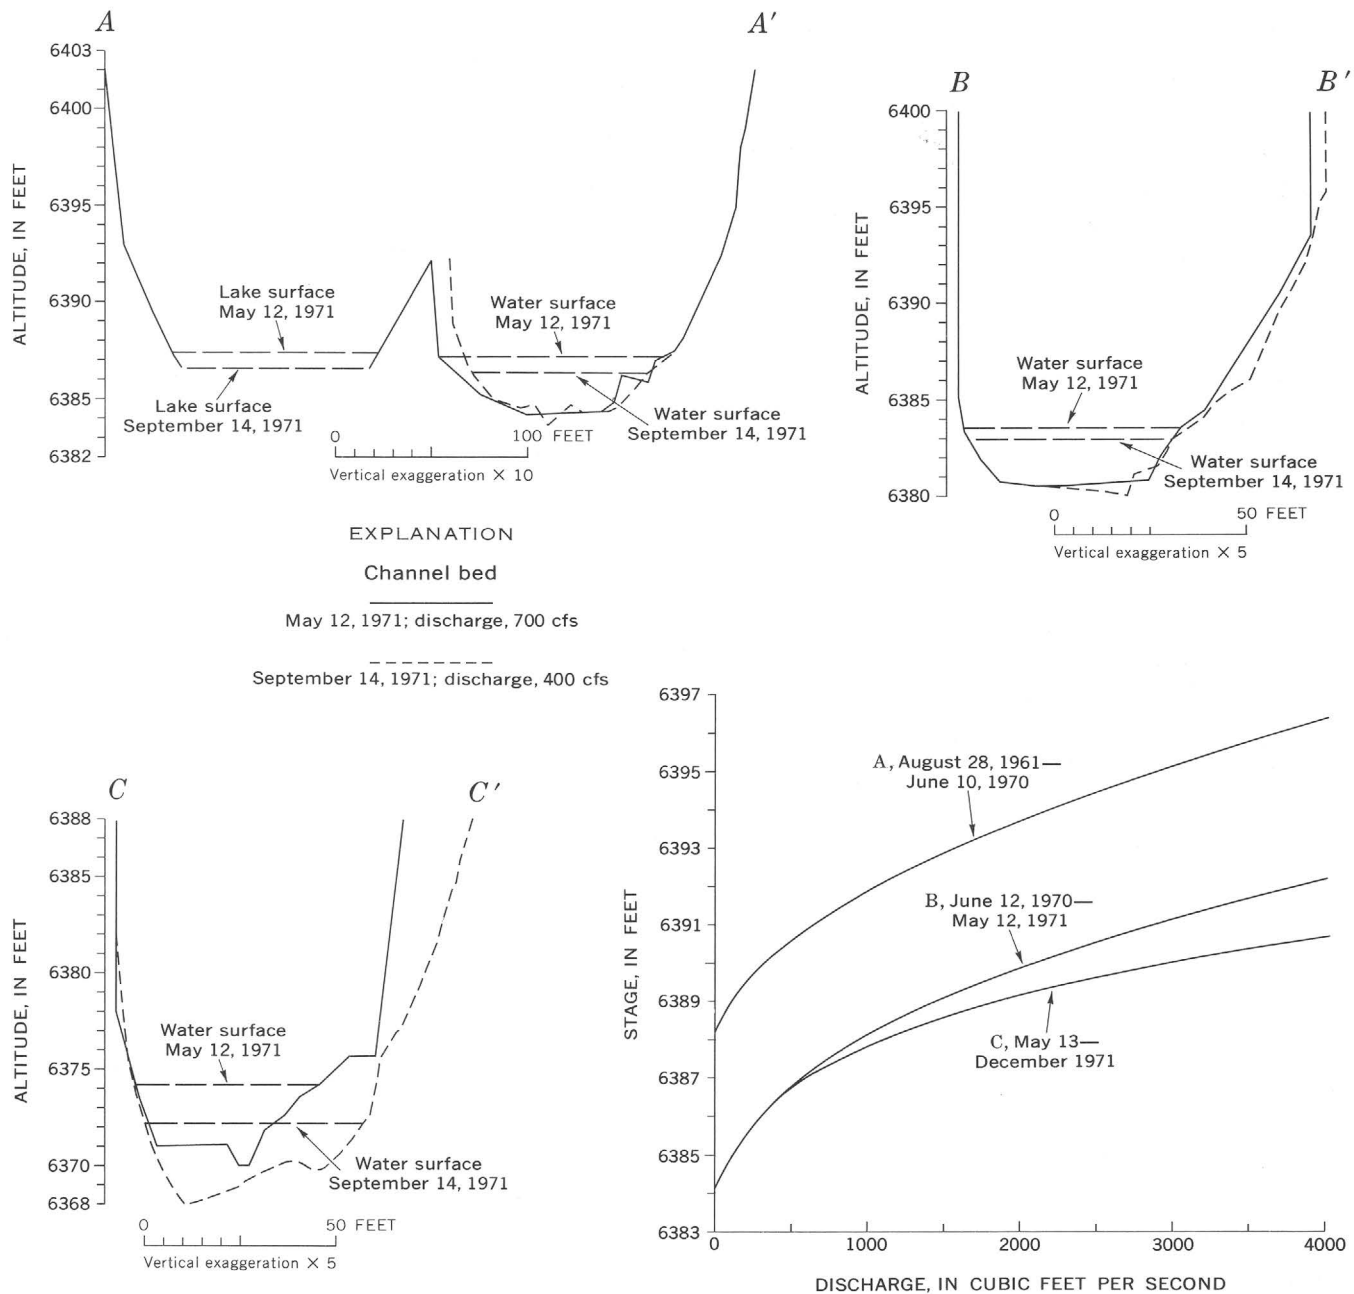 A
A'
6403
6400
6395
6390
6385
6382
ALTITUDE, IN FEET
Lake surface
May 12, 1971
Lake surface
September 14, 1971
Water surface
May 12, 1971
Water surface
September 14, 1971
0
100 FEET
Vertical exaggeration × 10
B
B'
6400
6395
6390
6385
6380
ALTITUDE, IN FEET
Water surface
May 12, 1971
Water surface
September 14, 1971
0
50 FEET
Vertical exaggeration × 5
EXPLANATION
Channel bed
May 12, 1971; discharge, 700 cfs
September 14, 1971; discharge, 400 cfs
C
C'
6388
6385
6380
6375
6370
6368
ALTITUDE, IN FEET
Water surface
May 12, 1971
Water surface
September 14, 1971
0
50 FEET
Vertical exaggeration × 5
6397
6395
6393
6391
6389
6387
6385
6383
STAGE, IN FEET
A, August 28, 1961—
June 10, 1970
B, June 12, 1970—
May 12, 1971
C, May 13—
December 1971
0
1000
2000
3000
4000
DISCHARGE, IN CUBIC FEET PER SECOND